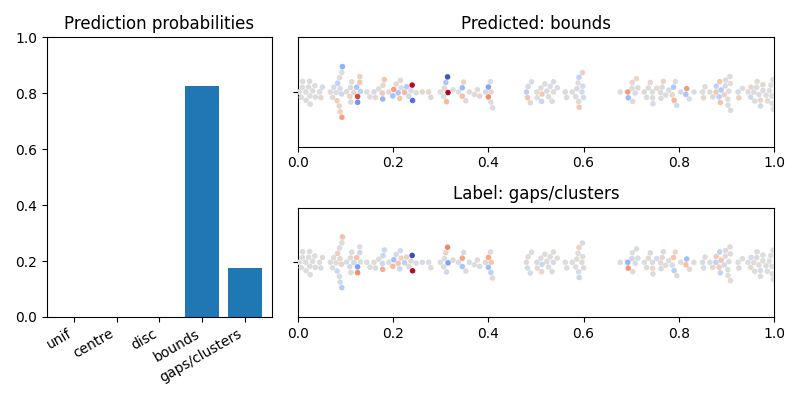 Prediction probabilities
1.0
0.8
0.6
0.4
0.2
0.0
unif
centre
disc
bounds
gaps/clusters
Predicted: bounds
0.0 0.2 0.4 0.6 0.8 1.0
Label: gaps/clusters
0.0 0.2 0.4 0.6 0.8 1.0